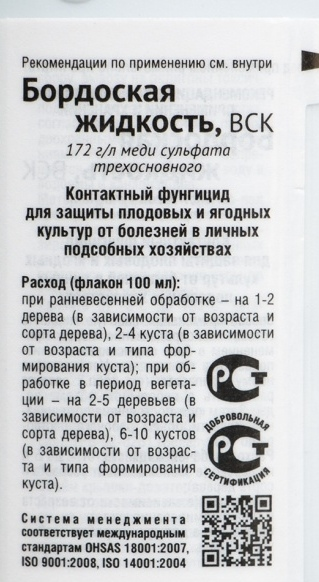 Рекомендации по применению см. внутри
Бордоская
жидкость, ВСК
172 г/л меди сульфата
трехосновного
Контактный фунгицид
для защиты плодовых и ягодных
культур от болезней в личных
подсобных хозяйствах
Расход (флакон 100 мл):
при ранневесенней обработке – на 1-2
дерева (в зависимости от возраста и
сорта дерева), 2-4 куста (в зависимости
от возраста и типа фор-
мирования куста); при об-
работке в период вегета-
ции – на 2-5 деревьев (в
зависимости от возраста и
сорта дерева), 6-10 кустов
(в зависимости от возрас-
та и типа формирования
куста).
РСТ
ДОБРОВОЛЬНАЯ
РСТ
СЕРТИФИКАЦИЯ
Система менеджмента
соответствует международным
стандартам OHSAS 18001:2007,
ISO 9001:2008, ISO 14001:2004